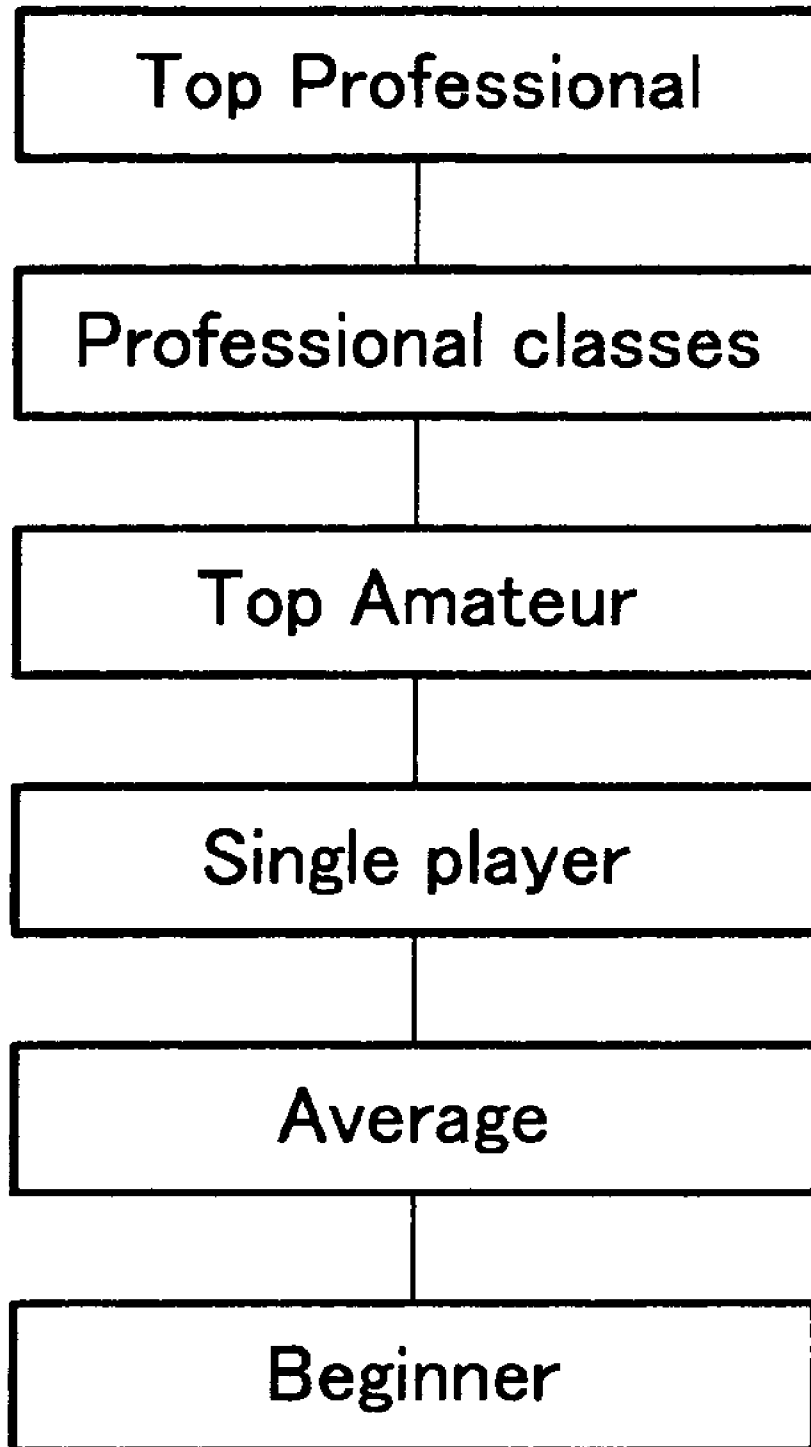 Top Professional
Professional classes
Top Amateur
Single player
Average
Beginner